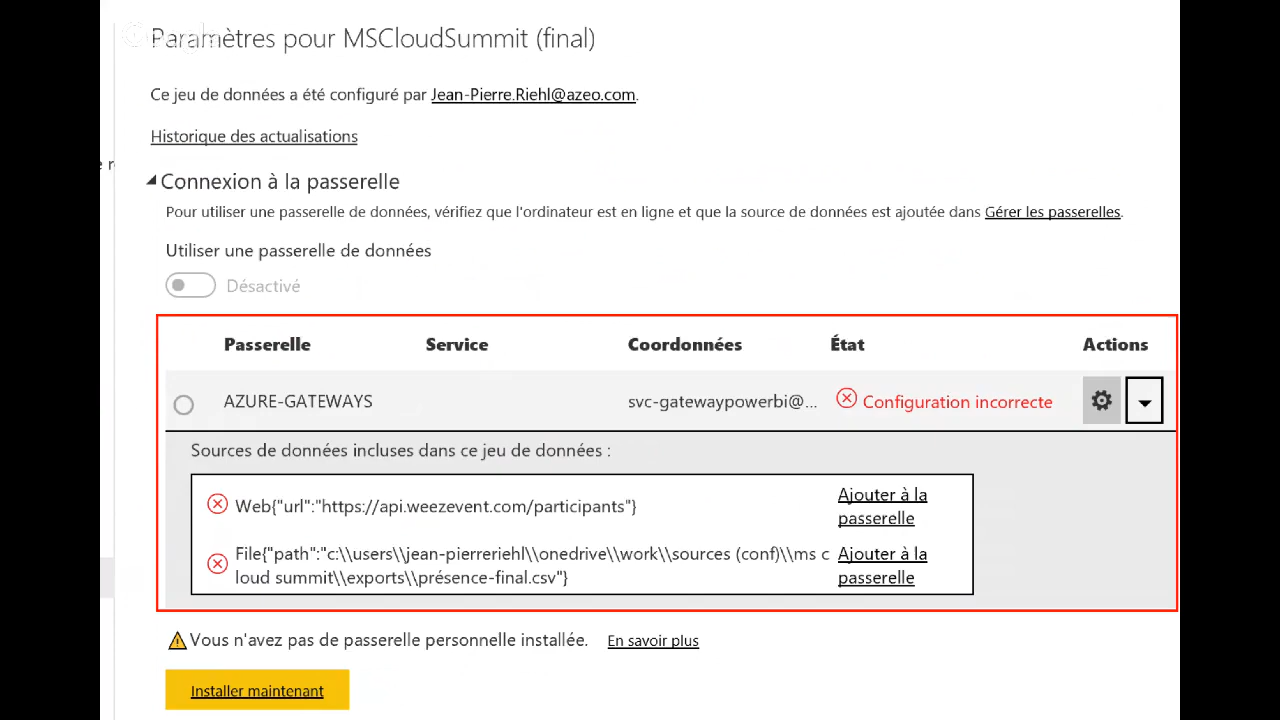 Paramètres pour MSCloudSummit (final)
Ce jeu de données a été configuré par Jean-Pierre.Riehl@azeo.com.
Historique des actualisations
Connexion à la passerelle
Pour utiliser une passerelle de données, vérifiez que l'ordinateur est en ligne et que la source de données est ajoutée dans Gérer les passerelles.
Utiliser une passerelle de données
Désactivé
Passerelle Service Coordonnées État Actions
AZURE-GATEWAYS svc-gatewaypowerbi@... Configuration incorrecte
Sources de données incluses dans ce jeu de données :
Web{"url":"https://api.weezevent.com/participants"}
Ajouter à la
passerelle
File{"path":"c:\\users\\jean-pierreriehl\\onedrive\\work\\sources (conf)\\ms c
loud summit\\exports\\présence-final.csv"}
Ajouter à la
passerelle
Vous n'avez pas de passerelle personnelle installée. En savoir plus
Installer maintenant